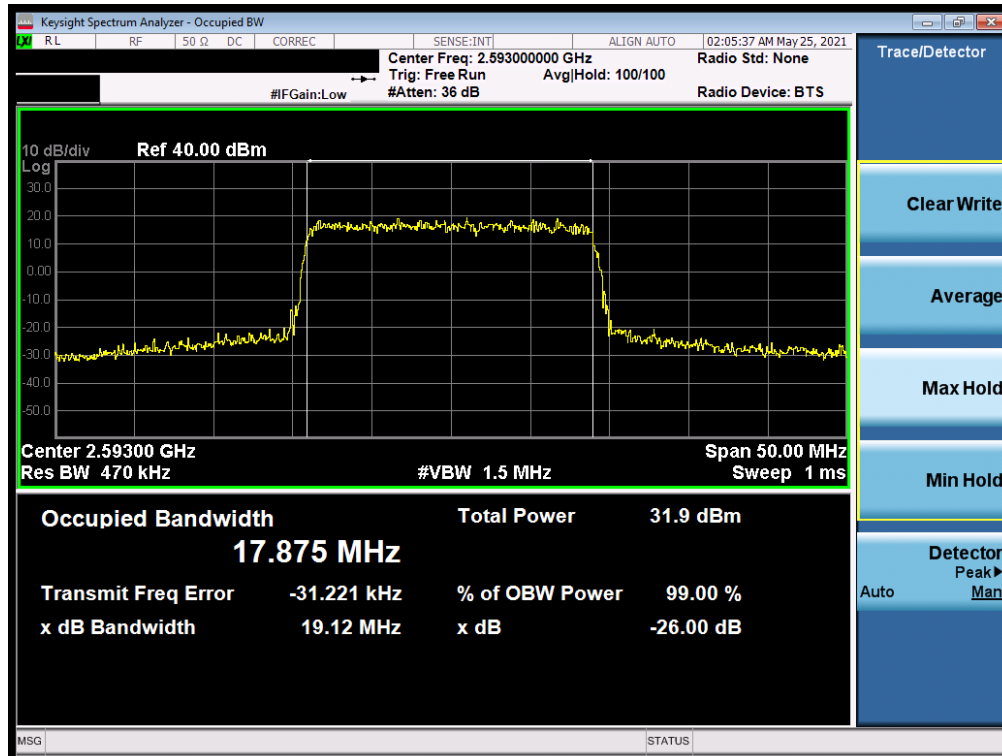 Keysight Spectrum Analyzer - Occupied BW
LXI RL RF 50 Ω DC CORREC SENSE:INT ALIGN AUTO 02:05:37 AM May 25, 2021
Center Freq: 2.593000000 GHz Radio Std: None
Trig: Free Run Avg|Hold: 100/100
#IFGain:Low #Atten: 36 dB Radio Device: BTS
Trace/Detector
10 dB/div Ref 40.00 dBm
Log
30.0
20.0
10.0
0.00
-10.0
-20.0
-30.0
-40.0
-50.0
Center 2.59300 GHz Span 50.00 MHz
Res BW 470 kHz #VBW 1.5 MHz Sweep 1 ms
Occupied Bandwidth Total Power 31.9 dBm
17.875 MHz
Transmit Freq Error -31.221 kHz % of OBW Power 99.00 %
x dB Bandwidth 19.12 MHz x dB -26.00 dB
Clear Write
Average
Max Hold
Min Hold
Detector
Peak
Auto Man
MSG STATUS